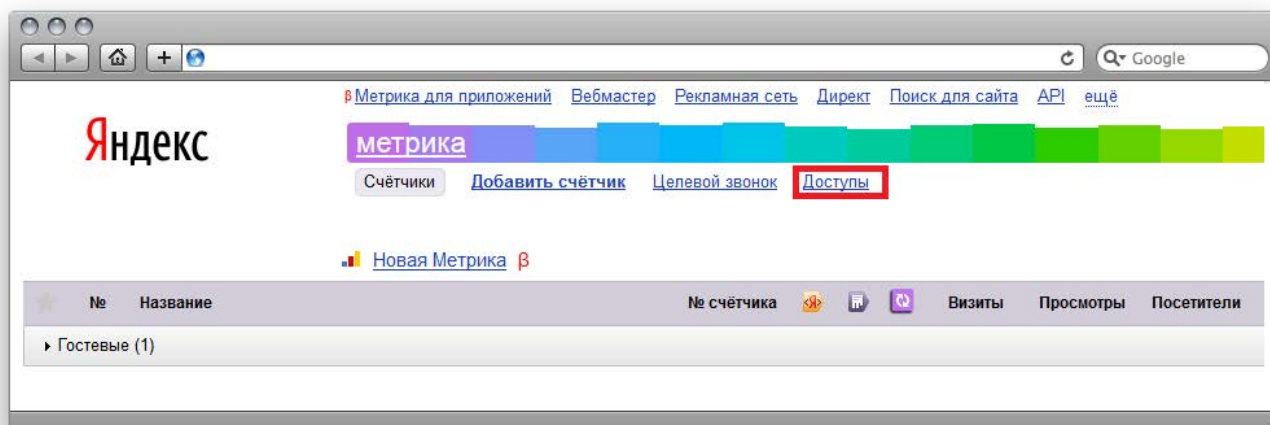 Google
β Метрика для приложений Вебмастер Рекламная сеть Директ Поиск для сайта API ещё
Яндекс
метрика
Счётчики Добавить счётчик Целевой звонок Доступы
Новая Метрика β
№ Название № счётчика <Я> Визиты Просмотры Посетители
Гостевые (1)